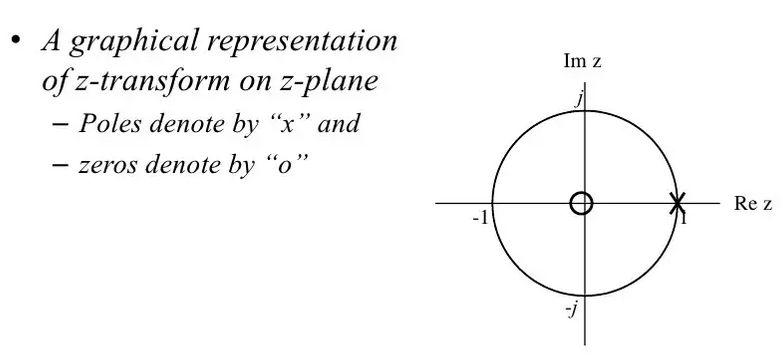 • A graphical representation
of z-transform on z-plane
– Poles denote by “x” and
– zeros denote by “o”
Im z
j
-1
1
Re z
-j